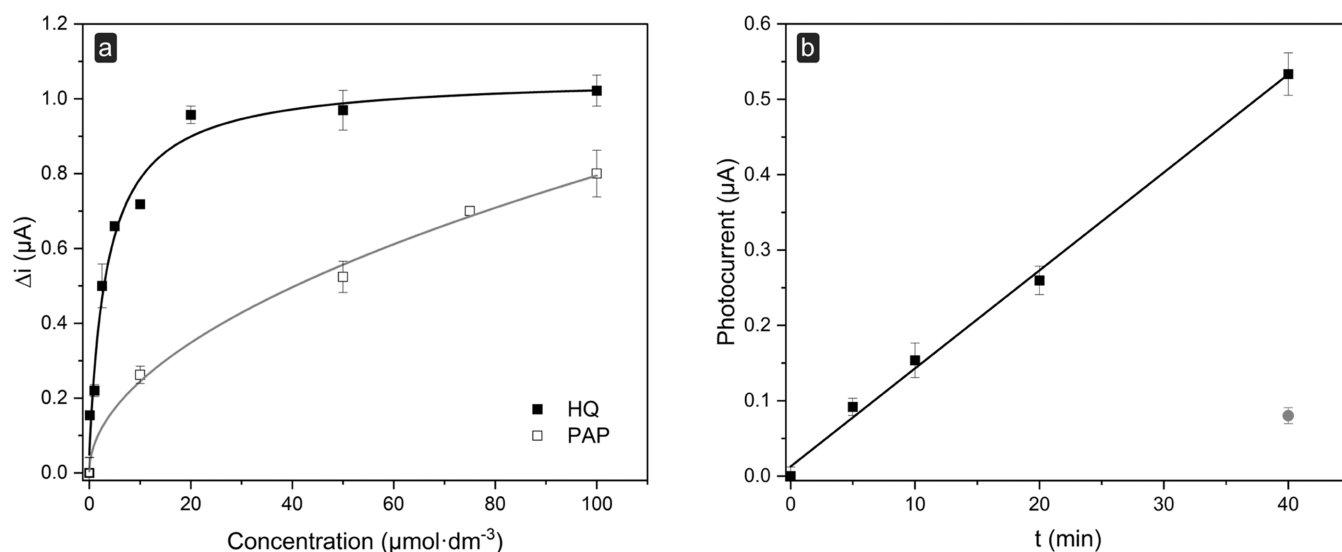 a
Δi (µA)
1.2
1.0
0.8
0.6
0.4
0.2
0.0
HQ
PAP
0 20 40 60 80 100
Concentration (µmol·dm⁻³)
b
Photocurrent (µA)
0.6
0.5
0.4
0.3
0.2
0.1
0.0
0 10 20 30 40
t (min)